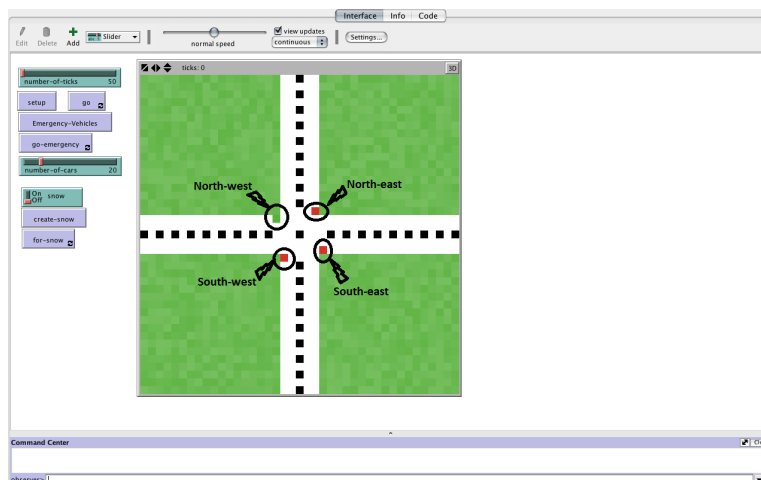 Interface Info Code
Edit Delete Add Slider normal speed view updates
continuous Settings...
ticks: 0 3D
number-of-ticks 50
setup go
Emergency-Vehicles
go-emergency
number-of-cars 20
On
Off snow
create-snow
for-snow
North-west North-east
South-west
South-east
Command Center
observer>